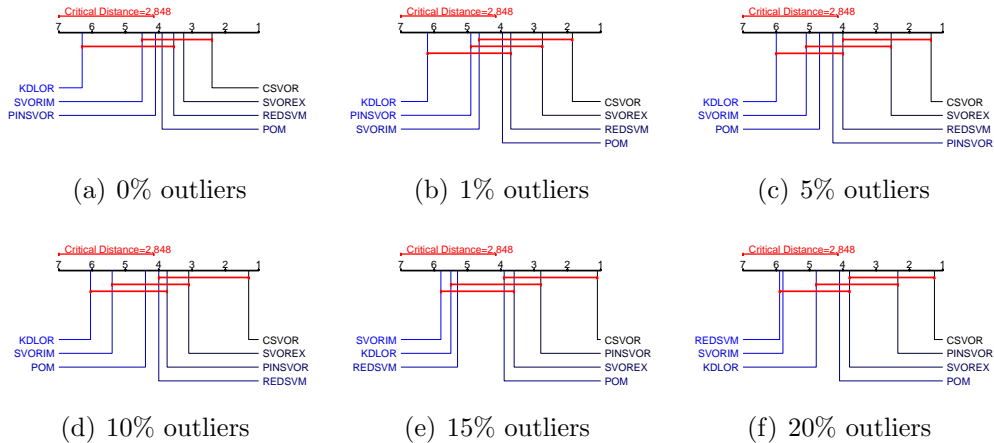 Critical Distance=2,848
7 6 5 4 3 2 1
KDLOR CSVOR
SVORIM SVOREX
PINSVOR REDSVM
POM
(a) 0% outliers
Critical Distance=2,848
7 6 5 4 3 2 1
KDLOR CSVOR
PINSVOR SVOREX
SVORIM REDSVM
POM
(b) 1% outliers
Critical Distance=2,848
7 6 5 4 3 2 1
KDLOR CSVOR
SVORIM SVOREX
POM REDSVM
PINSVOR
(c) 5% outliers
Critical Distance=2,848
7 6 5 4 3 2 1
KDLOR CSVOR
SVORIM SVOREX
POM PINSVOR
REDSVM
(d) 10% outliers
Critical Distance=2,848
7 6 5 4 3 2 1
SVORIM CSVOR
KDLOR PINSVOR
REDSVM SVOREX
POM
(e) 15% outliers
Critical Distance=2,848
7 6 5 4 3 2 1
REDSVM CSVOR
SVORIM PINSVOR
KDLOR SVOREX
POM
(f) 20% outliers